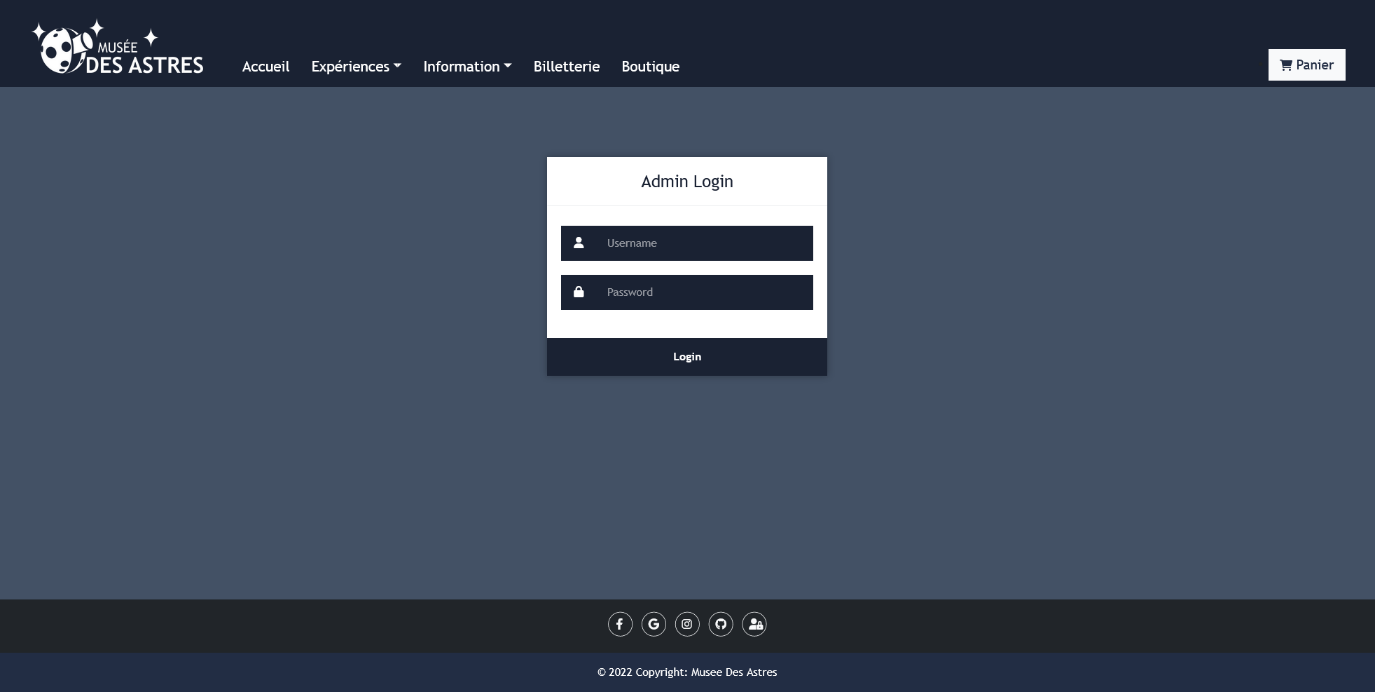 MUSÉE
DES ASTRES
Accueil Expériences Information Billetterie Boutique Panier
Admin Login
Username
Password
Login
© 2022 Copyright: Musee Des Astres